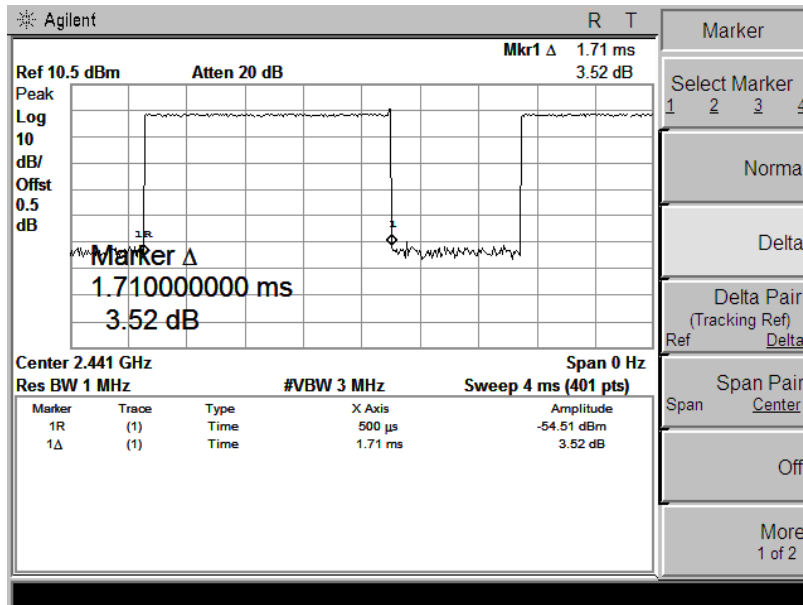 Agilent R T
Mkr1 Δ 1.71 ms
Ref 10.5 dBm Atten 20 dB 3.52 dB
Peak
Log
10
dB/
Offst
0.5
dB
1R
1
Marker Δ
1.710000000 ms
3.52 dB
Center 2.441 GHz Span 0 Hz
Res BW 1 MHz #VBW 3 MHz Sweep 4 ms (401 pts)
Marker Trace Type X Axis Amplitude
1R (1) Time 500 µs -54.51 dBm
1Δ (1) Time 1.71 ms 3.52 dB
Marker
Select Marker
1 2 3 4
Norma
Delta
Delta Pair
(Tracking Ref)
Ref Delta
Span Pair
Span Center
Off
More
1 of 2